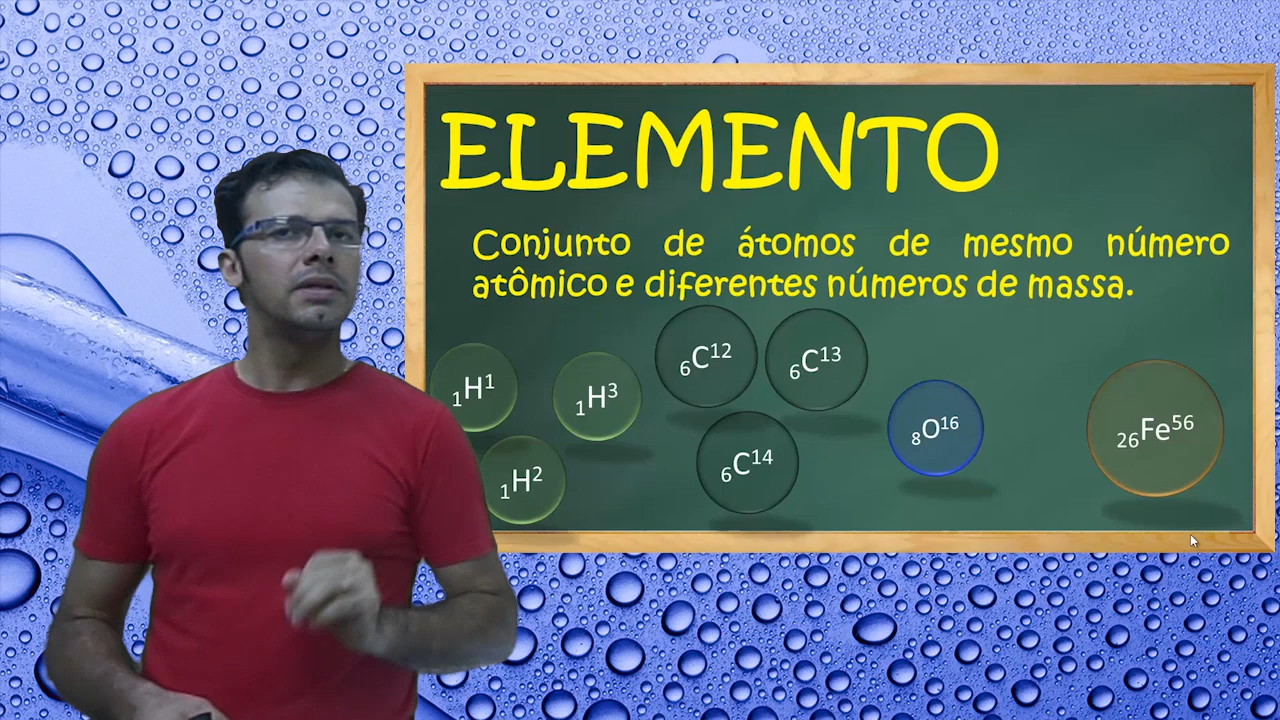 ELEMENTO
Conjunto de átomos de mesmo número
atômico e diferentes números de massa.
₁H¹
₁H³
₁H²
₆C¹²
₆C¹³
₆C¹⁴
₈O¹⁶
₂₆Fe⁵⁶